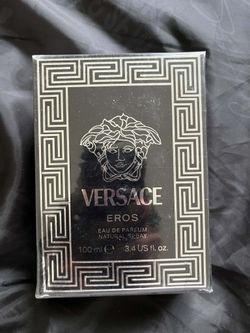 VERSACE
EROS
EAU DE PARFUM
NATURAL SPRAY
100 ml ℮ 3.4 US fl. oz.